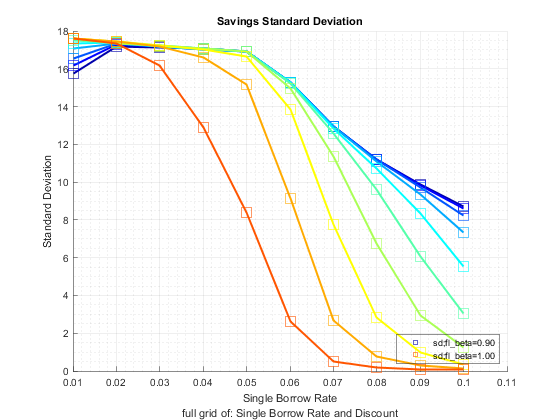 Savings Standard Deviation
18
16
14
12
10
8
6
4
2
0
Standard Deviation
sd;fl_beta=0.90
sd;fl_beta=1.00
0.01 0.02 0.03 0.04 0.05 0.06 0.07 0.08 0.09 0.1 0.11
Single Borrow Rate
full grid of: Single Borrow Rate and Discount